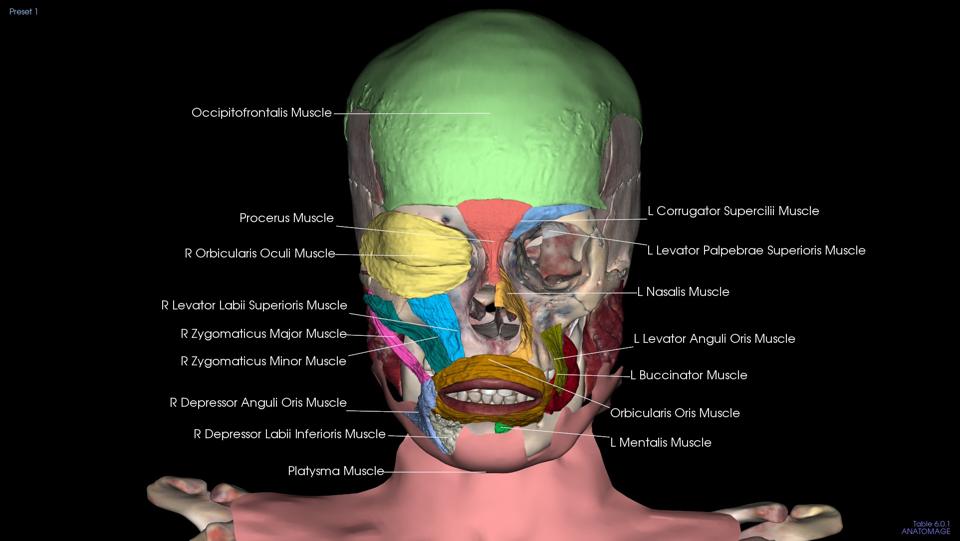 Preset 1
Occipitofrontalis Muscle
Procerus Muscle
L Corrugator Supercilii Muscle
R Orbicularis Oculi Muscle
L Levator Palpebrae Superioris Muscle
L Nasalis Muscle
R Levator Labii Superioris Muscle
R Zygomaticus Major Muscle
L Levator Anguli Oris Muscle
R Zygomaticus Minor Muscle
L Buccinator Muscle
R Depressor Anguli Oris Muscle
Orbicularis Oris Muscle
R Depressor Labii Inferioris Muscle
L Mentalis Muscle
Platysma Muscle
Table 6.0.1
ANATOMAGE